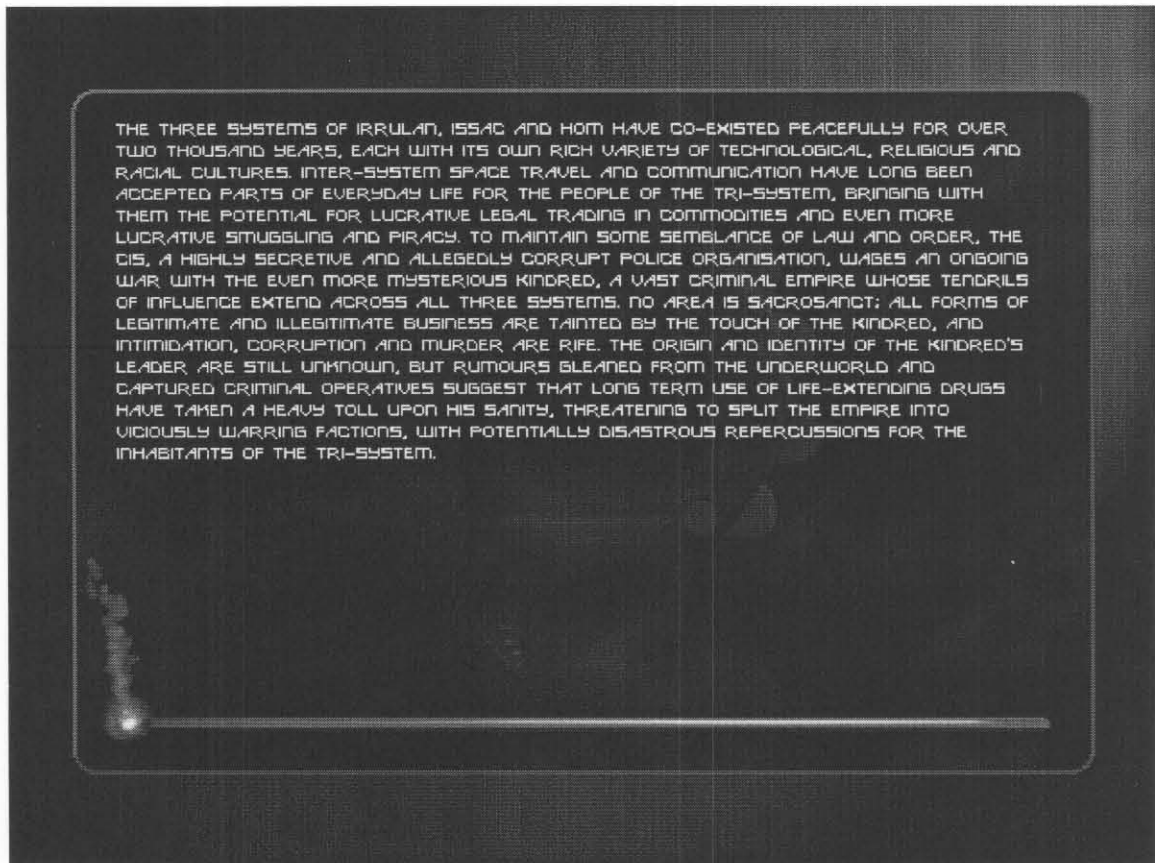 THE THREE SYSTEMS OF IRRULAN, ISSAC AND HOM HAVE CO-EXISTED PEACEFULLY FOR OVER
TWO THOUSAND YEARS, EACH WITH ITS OWN RICH VARIETY OF TECHNOLOGICAL, RELIGIOUS AND
RACIAL CULTURES. INTER-SYSTEM SPACE TRAVEL AND COMMUNICATION HAVE LONG BEEN
ACCEPTED PARTS OF EVERYDAY LIFE FOR THE PEOPLE OF THE TRI-SYSTEM, BRINGING WITH
THEM THE POTENTIAL FOR LUCRATIVE LEGAL TRADING IN COMMODITIES AND EVEN MORE
LUCRATIVE SMUGGLING AND PIRACY. TO MAINTAIN SOME SEMBLANCE OF LAW AND ORDER, THE
CIS, A HIGHLY SECRETIVE AND ALLEGEDLY CORRUPT POLICE ORGANISATION, WAGES AN ONGOING
WAR WITH THE EVEN MORE MYSTERIOUS KINDRED, A VAST CRIMINAL EMPIRE WHOSE TENDRILS
OF INFLUENCE EXTEND ACROSS ALL THREE SYSTEMS. NO AREA IS SACROSANCT; ALL FORMS OF
LEGITIMATE AND ILLEGITIMATE BUSINESS ARE TAINTED BY THE TOUCH OF THE KINDRED, AND
INTIMIDATION, CORRUPTION AND MURDER ARE RIFE. THE ORIGIN AND IDENTITY OF THE KINDRED'S
LEADER ARE STILL UNKNOWN, BUT RUMOURS GLEANED FROM THE UNDERWORLD AND
CAPTURED CRIMINAL OPERATIVES SUGGEST THAT LONG TERM USE OF LIFE-EXTENDING DRUGS
HAVE TAKEN A HEAVY TOLL UPON HIS SANITY, THREATENING TO SPLIT THE EMPIRE INTO
VICIOUSLY WARRING FACTIONS, WITH POTENTIALLY DISASTROUS REPERCUSSIONS FOR THE
INHABITANTS OF THE TRI-SYSTEM.